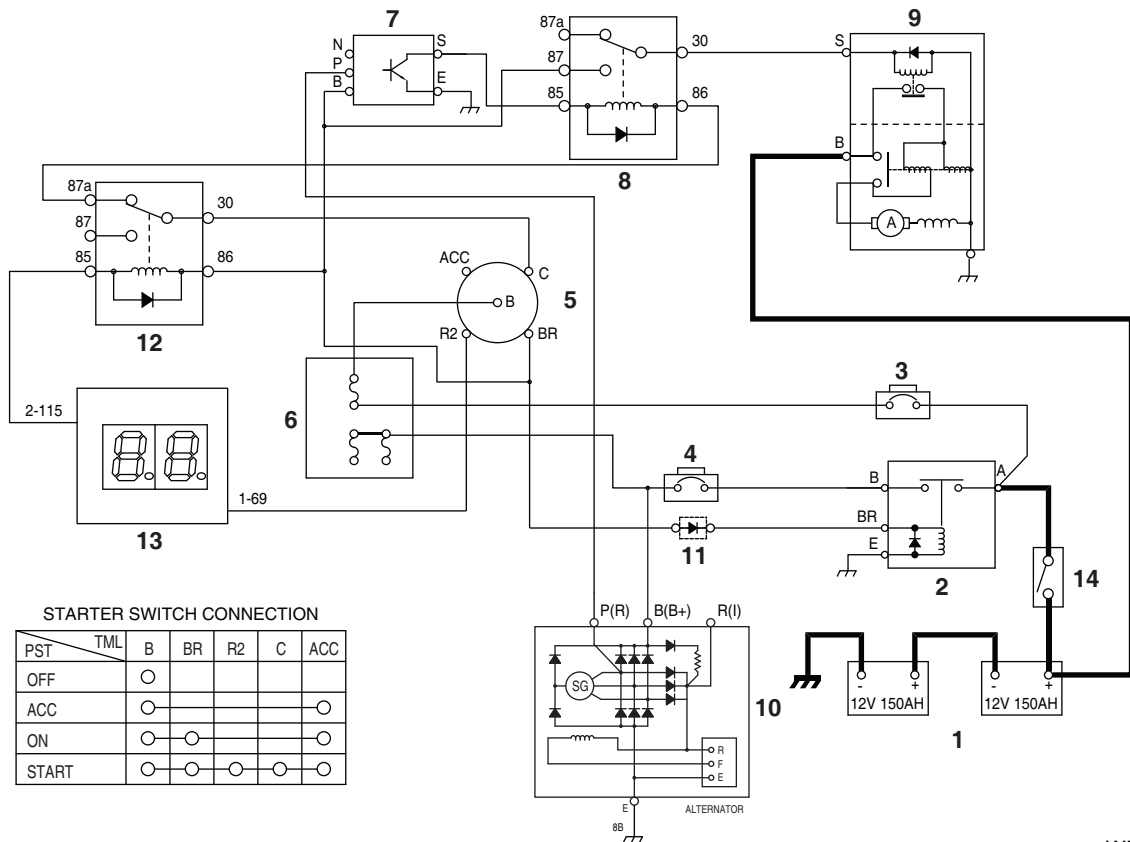 7
8
9
N
P
B
S
E
87a
87
85
30
86
S
B
A
87a
87
85
30
86
12
ACC
C
B
R2
BR
5
6
2-115
1-69
13
3
4
11
B
BR
E
A
2
14
- +
12V 150AH
- +
12V 150AH
1
P(R)
B(B+)
R(I)
SG
R
F
E
10
E
ALTERNATOR
8B
STARTER SWITCH CONNECTION
PST TML B BR R2 C ACC
OFF
ACC
ON
START